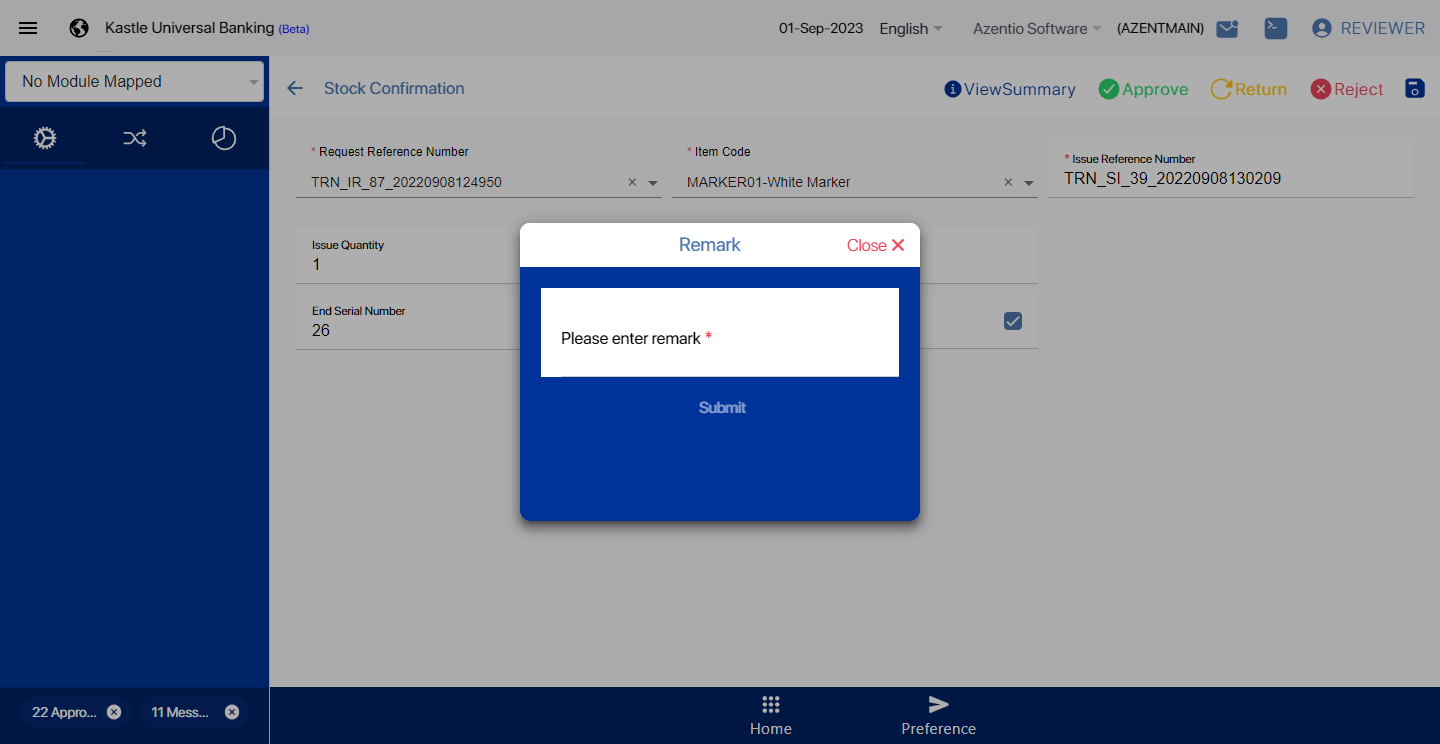 Kastle Universal Banking (Beta)
01-Sep-2023 English Azentio Software (AZENTMAIN) REVIEWER
No Module Mapped
Stock Confirmation
ViewSummary Approve Return Reject
* Request Reference Number
TRN_IR_87_20220908124950
* Item Code
MARKER01-White Marker
* Issue Reference Number
TRN_SI_39_20220908130209
Issue Quantity
1
End Serial Number
26
Remark
Close
Please enter remark *
Submit
22 Appro...
11 Mess...
Home
Preference